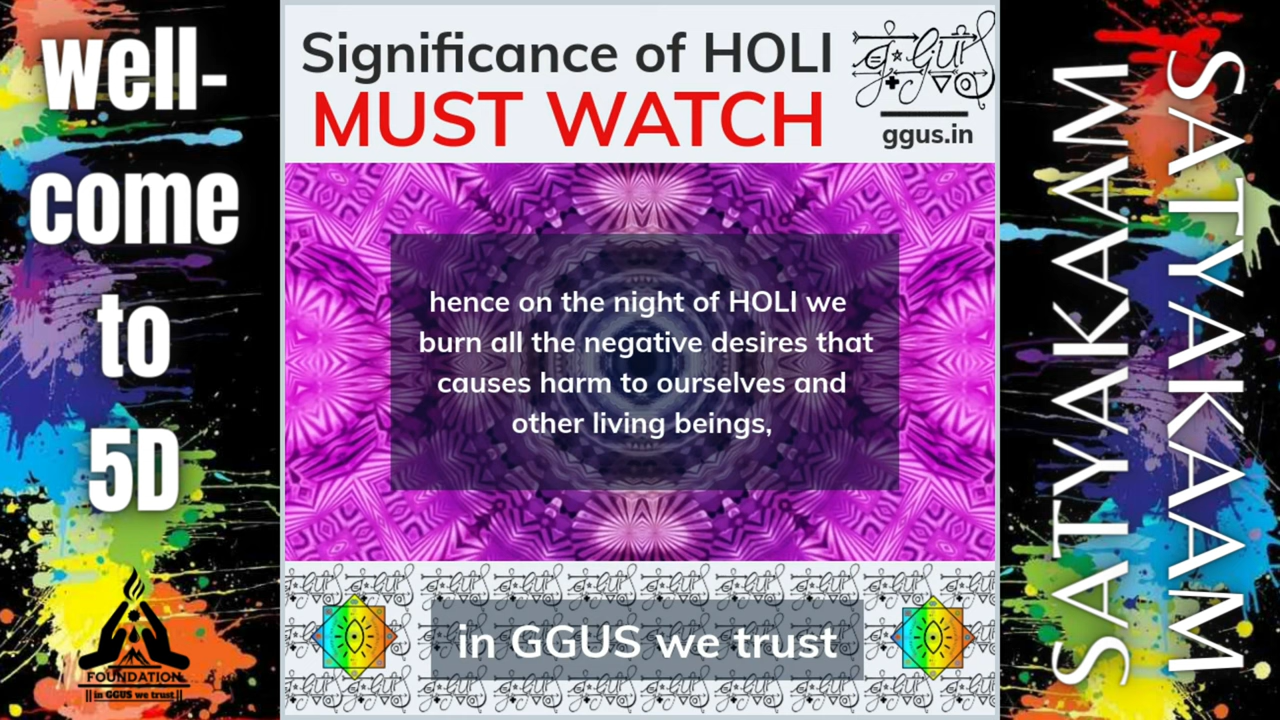 well-
come
to
5D
FOUNDATION
|| in GGUS we trust ||
Significance of HOLI
MUST WATCH
ggus.in
hence on the night of HOLI we
burn all the negative desires that
causes harm to ourselves and
other living beings,
in GGUS we trust
SATYAKAAM
SATYAKAAM